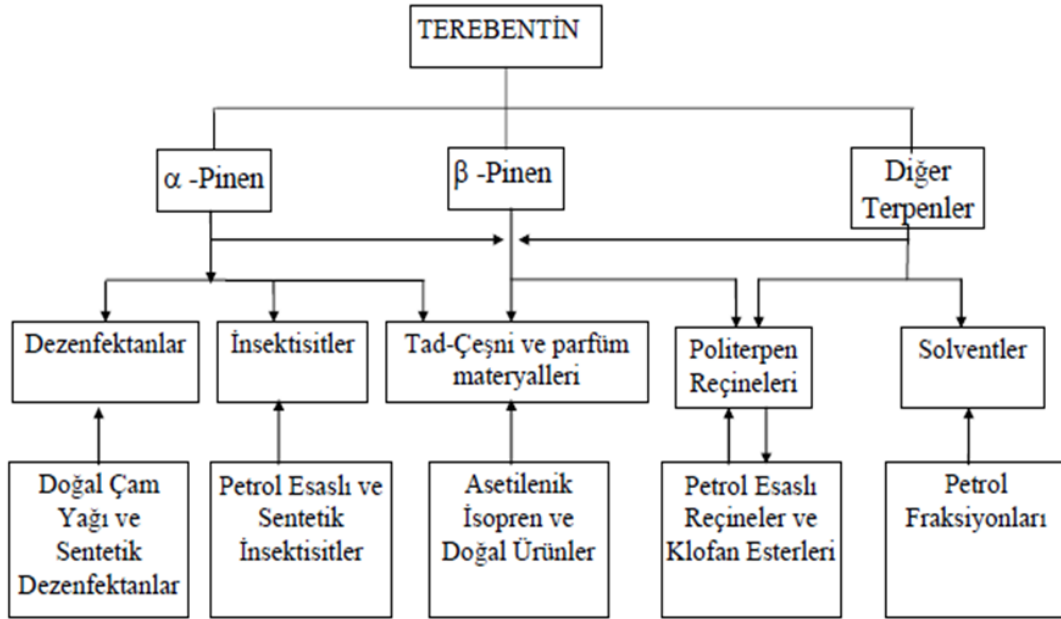 TEREBENTİN
α -Pinen
β -Pinen
Diğer
Terpenler
Dezenfektanlar
İnsektisitler
Tad-Çeşni ve parfüm
materyalleri
Politerpen
Reçineleri
Solventler
Doğal Çam
Yağı ve
Sentetik
Dezenfektanlar
Petrol Esaslı ve
Sentetik
İnsektisitler
Asetilenik
İsopren ve
Doğal Ürünler
Petrol Esaslı
Reçineler ve
Klofan Esterleri
Petrol
Fraksiyonları